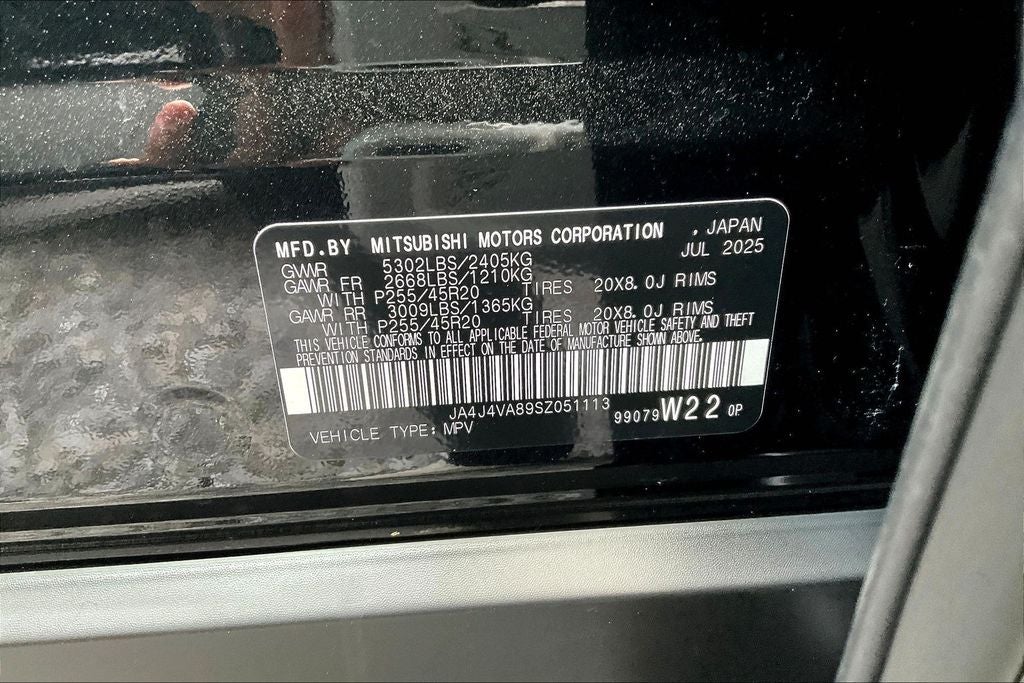 MFD.BY MITSUBISHI MOTORS CORPORATION , JAPAN
JUL 2025
GVWR 5302LBS/2405KG
GAWR FR 2668LBS/1210KG
WITH P255/45R20 TIRES 20X8.0J RIMS
GAWR RR 3009LBS/1365KG
WITH P255/45R20 TIRES 20X8.0J RIMS
THIS VEHICLE CONFORMS TO ALL APPLICABLE FEDERAL MOTOR VEHICLE SAFETY AND THEFT
PREVENTION STANDARDS IN EFFECT ON THE DATE OF MANUFACTURE SHOWN ABOVE.
JA4J4VA89SZ051113
99079 W22 0P
VEHICLE TYPE: MPV